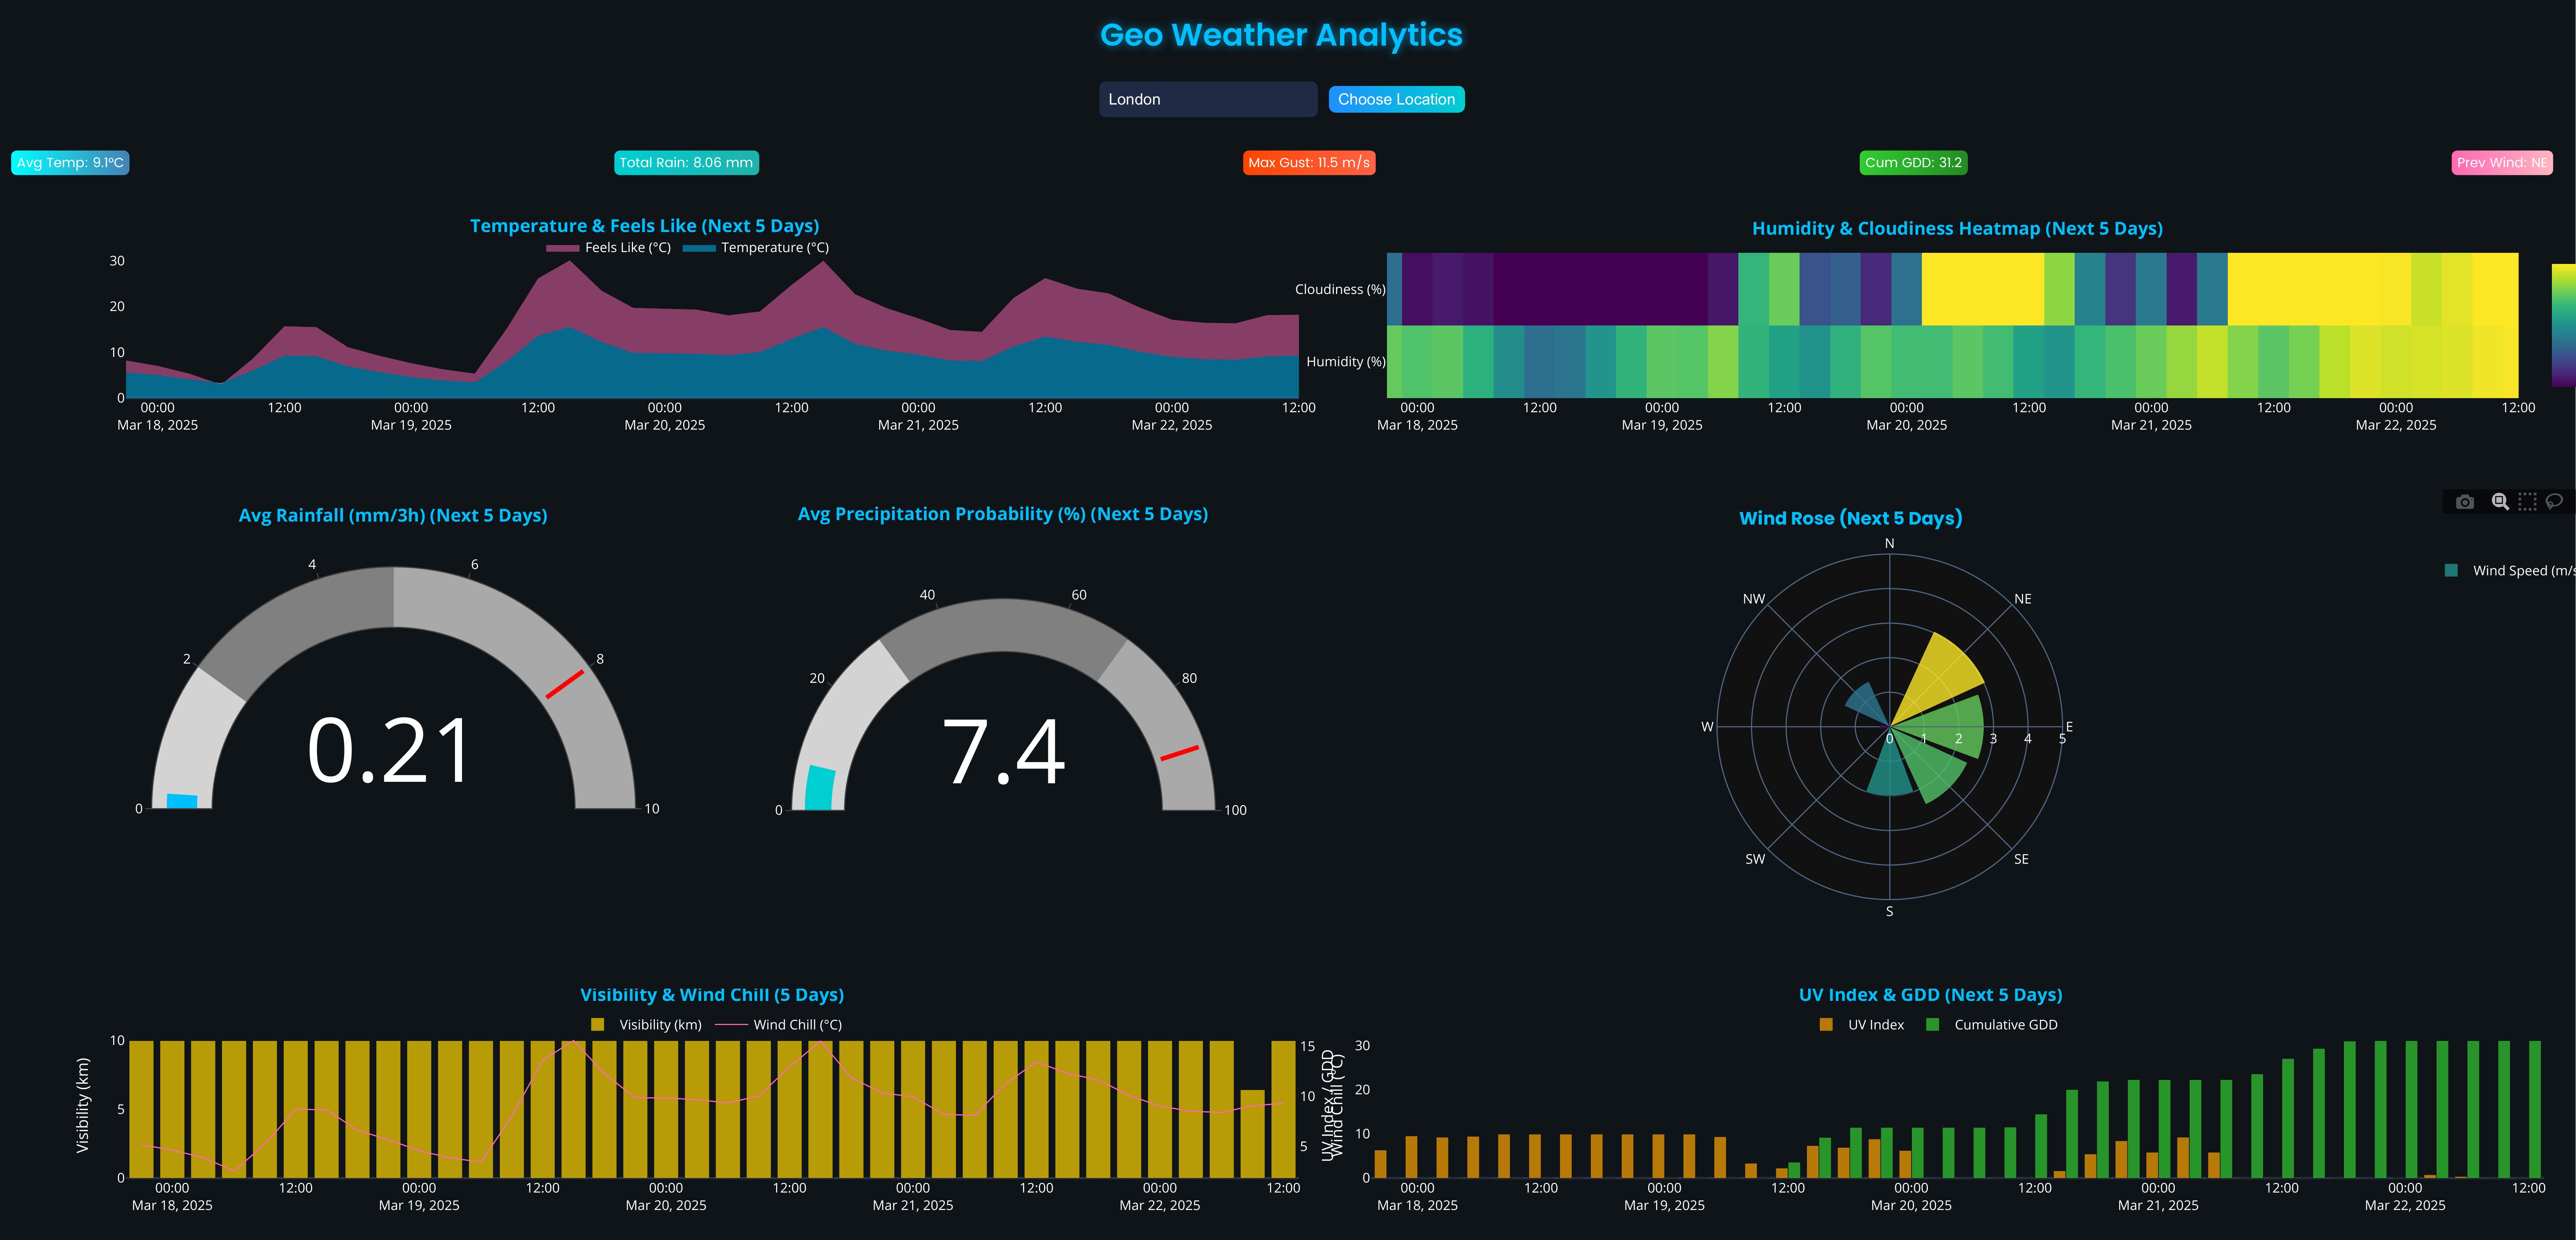 Geo Weather Analytics
London
Choose Location
Avg Temp: 9.1°C
Total Rain: 8.06 mm
Max Gust: 11.5 m/s
Cum GDD: 31.2
Prev Wind: NE
Temperature & Feels Like (Next 5 Days)
Feels Like (°C) Temperature (°C)
30
20
10
0
00:00 12:00 00:00 12:00 00:00 12:00 00:00 12:00 00:00 12:00
Mar 18, 2025 Mar 19, 2025 Mar 20, 2025 Mar 21, 2025 Mar 22, 2025
Humidity & Cloudiness Heatmap (Next 5 Days)
Cloudiness (%)
Humidity (%)
00:00 12:00 00:00 12:00 00:00 12:00 00:00 12:00 00:00 12:00
Mar 18, 2025 Mar 19, 2025 Mar 20, 2025 Mar 21, 2025 Mar 22, 2025
Avg Rainfall (mm/3h) (Next 5 Days)
4 6
2 8
0.21
0 10
Avg Precipitation Probability (%) (Next 5 Days)
40 60
20 80
7.4
0 100
Wind Rose (Next 5 Days)
N
NW NE
W E
0 1 2 3 4 5
SW SE
S
Wind Speed (m/s
Visibility & Wind Chill (5 Days)
Visibility (km) Wind Chill (°C)
Visibility (km)
10
5
0
15
10
5
Wind Chill (°C)
00:00 12:00 00:00 12:00 00:00 12:00 00:00 12:00 00:00 12:00
Mar 18, 2025 Mar 19, 2025 Mar 20, 2025 Mar 21, 2025 Mar 22, 2025
UV Index & GDD (Next 5 Days)
UV Index Cumulative GDD
UV Index / GDD
30
20
10
0
00:00 12:00 00:00 12:00 00:00 12:00 00:00 12:00 00:00 12:00
Mar 18, 2025 Mar 19, 2025 Mar 20, 2025 Mar 21, 2025 Mar 22, 2025